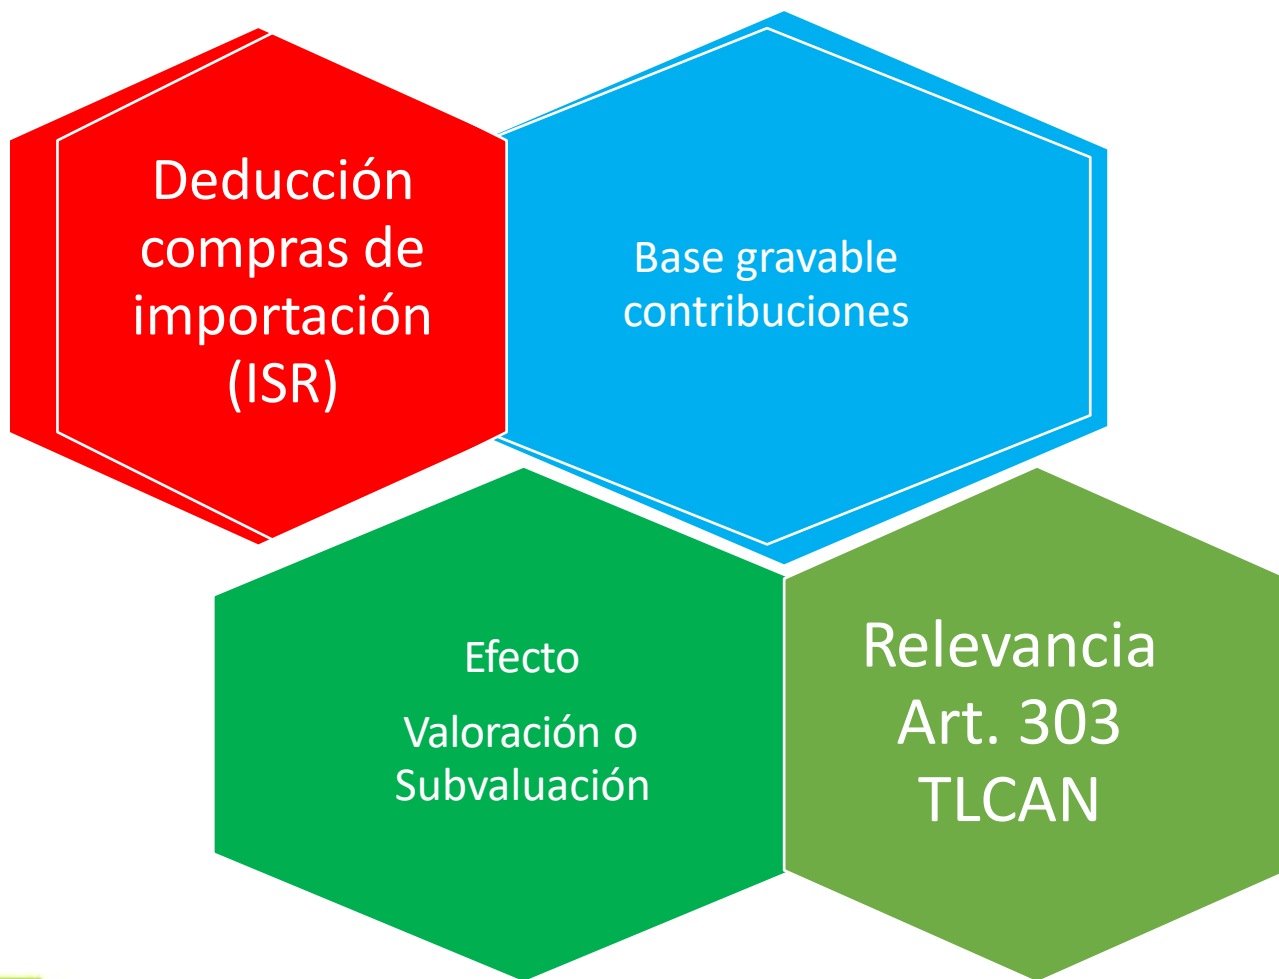 Deducción
compras de
importación
(ISR)
Base gravable
contribuciones
Efecto
Valoración o
Subvaluación
Relevancia
Art. 303
TLCAN